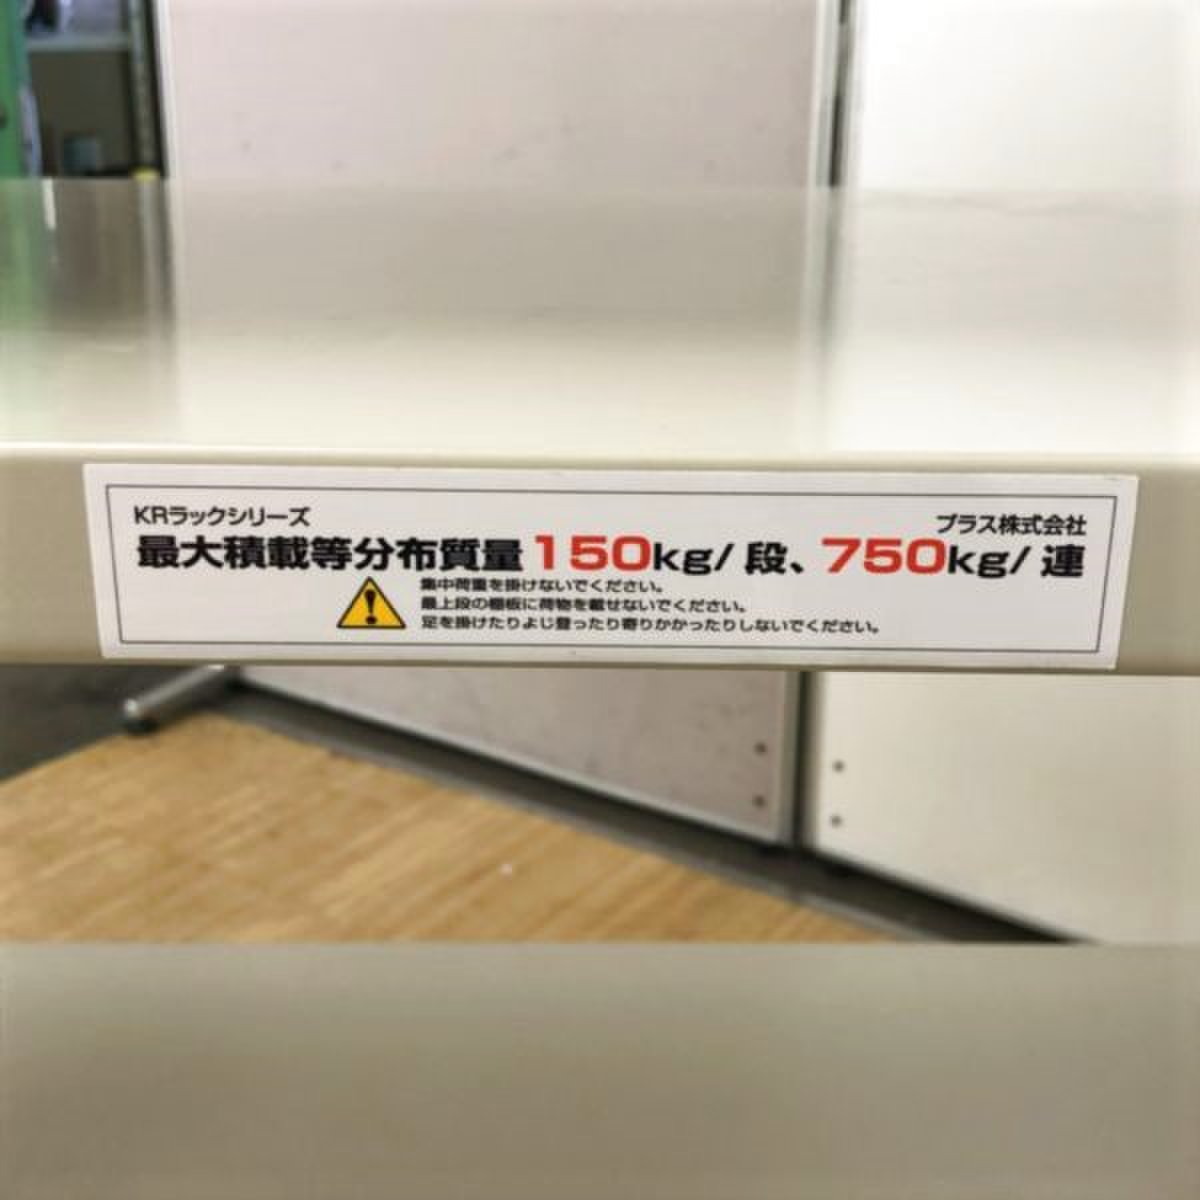 KRラックシリーズ
プラス株式会社
最大積載等分布質量150kg/段、750kg/連
集中荷重を掛けないでください。
最上段の棚板に荷物を載せないでください。
足を掛けたりよじ登ったり寄りかかったりしないでください。